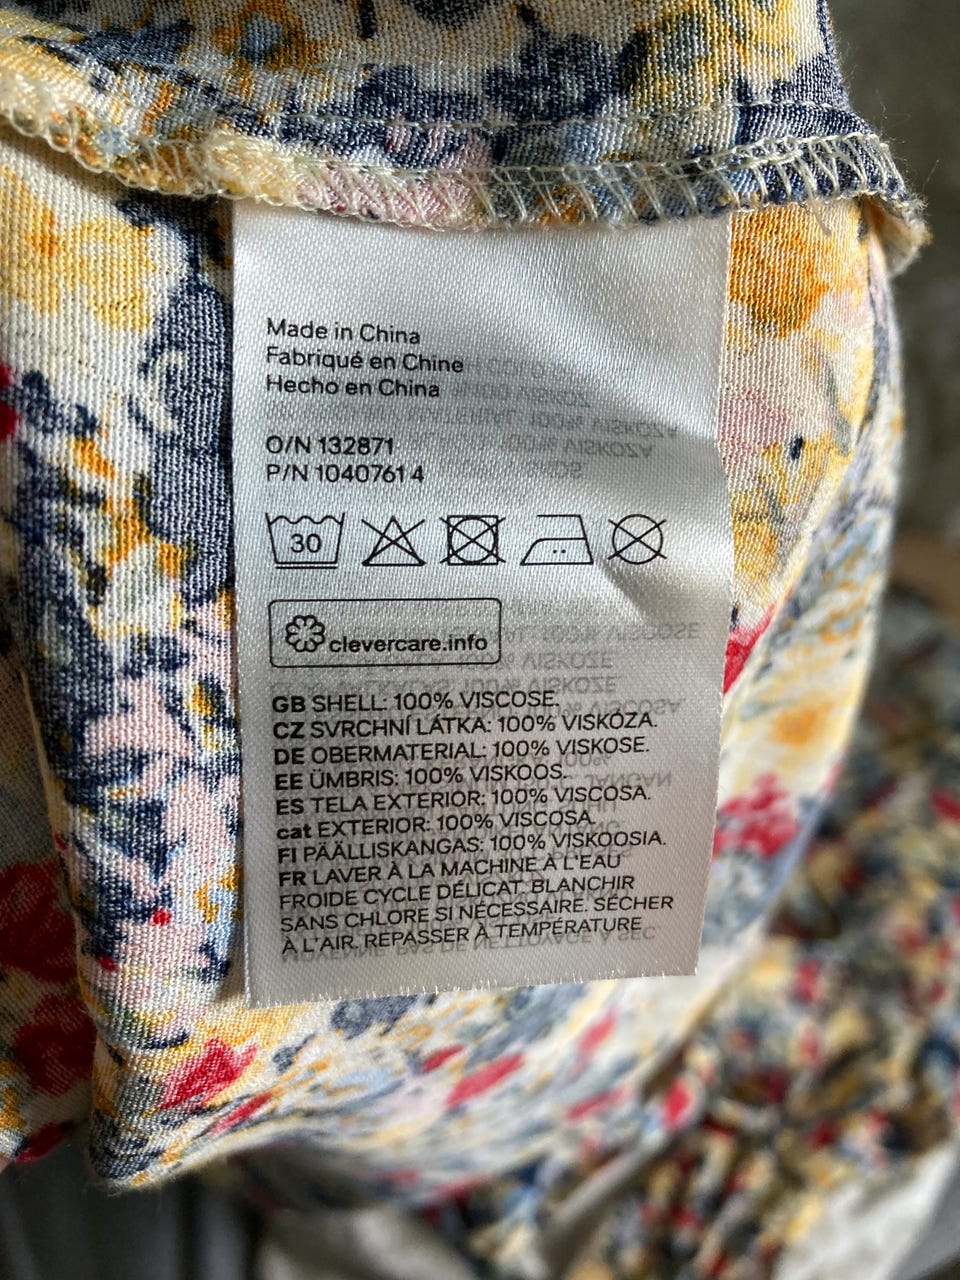 Made in China
Fabriqué en Chine
Hecho en China
O/N 132871
P/N 1040761 4
30
clevercare.info
GB SHELL: 100% VISCOSE.
CZ SVRCHNÍ LÁTKA: 100% VISKÓZA.
DE OBERMATERIAL: 100% VISKOSE.
EE ÜMBRIS: 100% VISKOOS.
ES TELA EXTERIOR: 100% VISCOSA.
cat EXTERIOR: 100% VISCOSA.
FI PÄÄLLISKANGAS: 100% VISKOOSIA.
FR LAVER À LA MACHINE À L'EAU
FROIDE CYCLE DÉLICAT. BLANCHIR
SANS CHLORE SI NÉCESSAIRE. SÉCHER
À L'AIR. REPASSER À TEMPÉRATURE